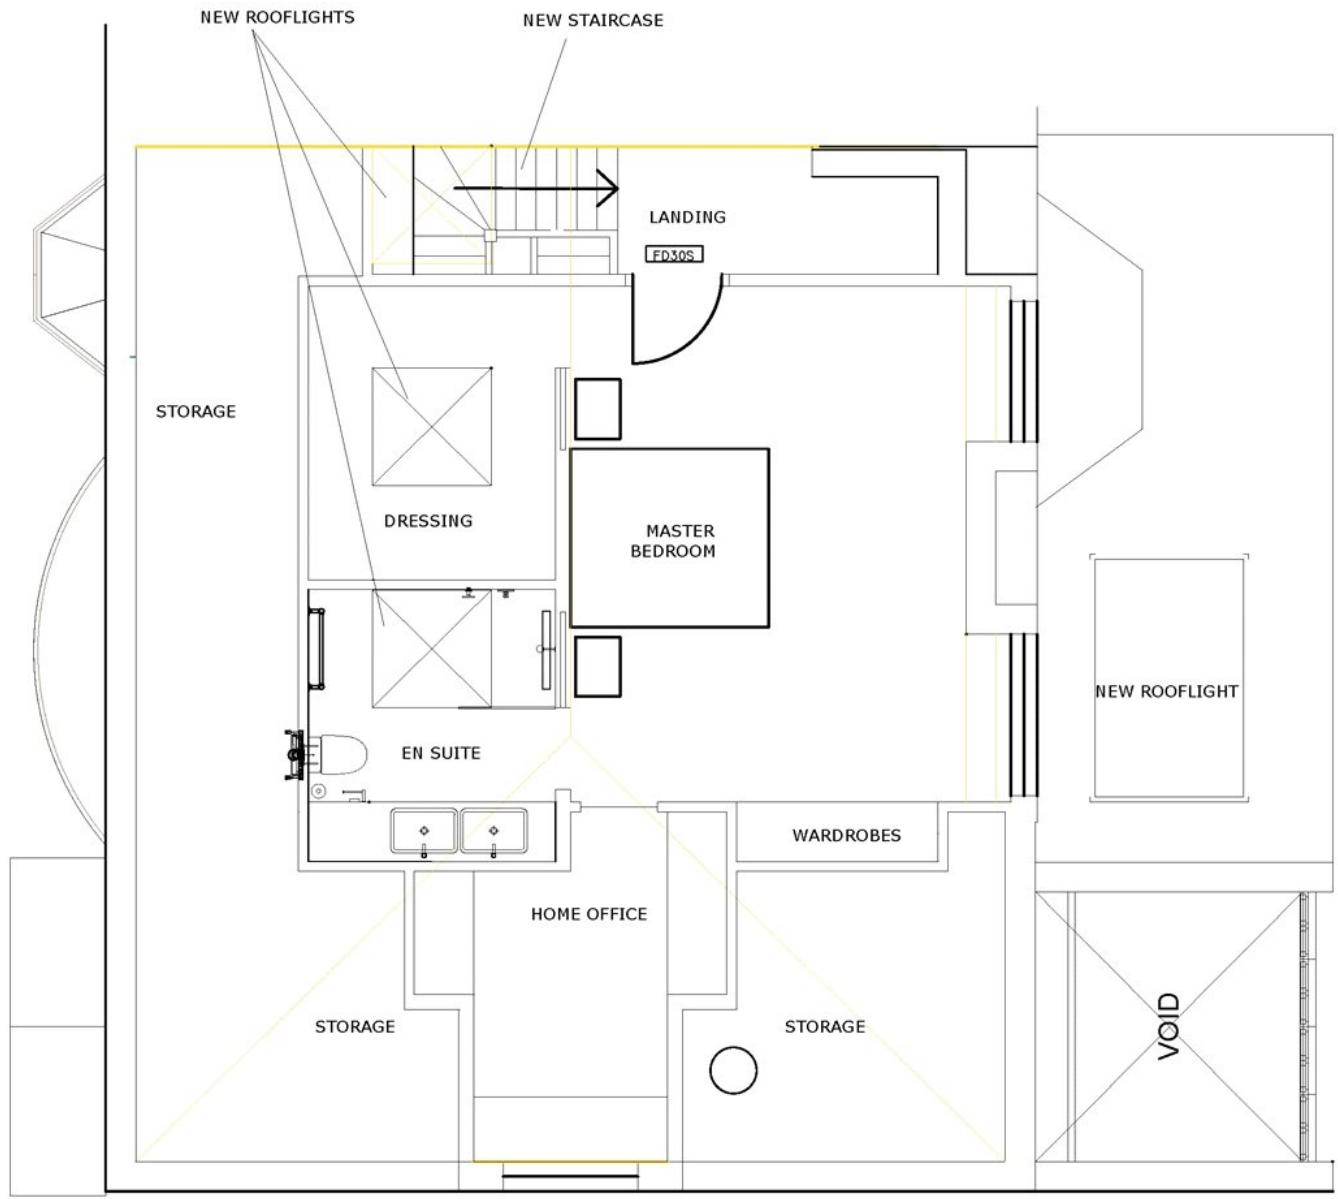 NEW ROOFLIGHTS
NEW STAIRCASE
LANDING
FD30S
STORAGE
DRESSING
MASTER
BEDROOM
NEW ROOFLIGHT
EN SUITE
WARDROBES
HOME OFFICE
STORAGE
STORAGE
VOID